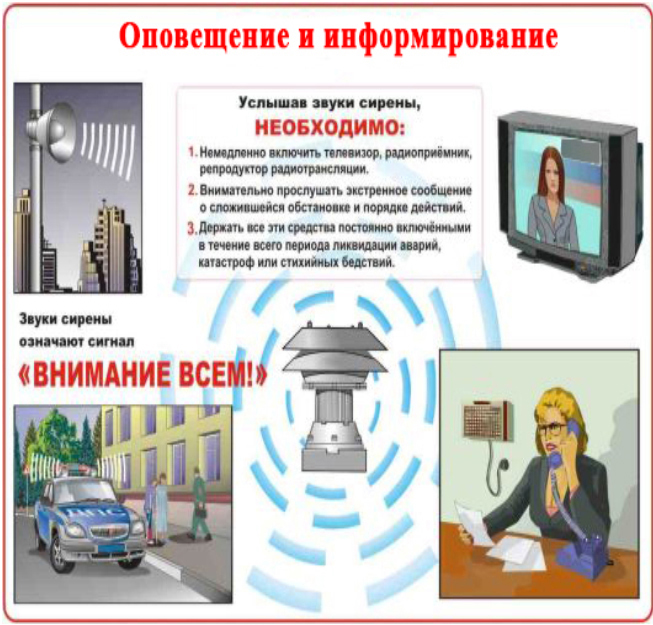 Оповещение и информирование
Услышав звуки сирены,
НЕОБХОДИМО:
1. Немедленно включить телевизор, радиоприёмник,
репродуктор радиотрансляции.
2. Внимательно прослушать экстренное сообщение
о сложившейся обстановке и порядке действий.
3. Держать все эти средства постоянно включёнными
в течение всего периода ликвидации аварий,
катастроф или стихийных бедствий.
Звуки сирены
означают сигнал
«ВНИМАНИЕ ВСЕМ!»
ДПС